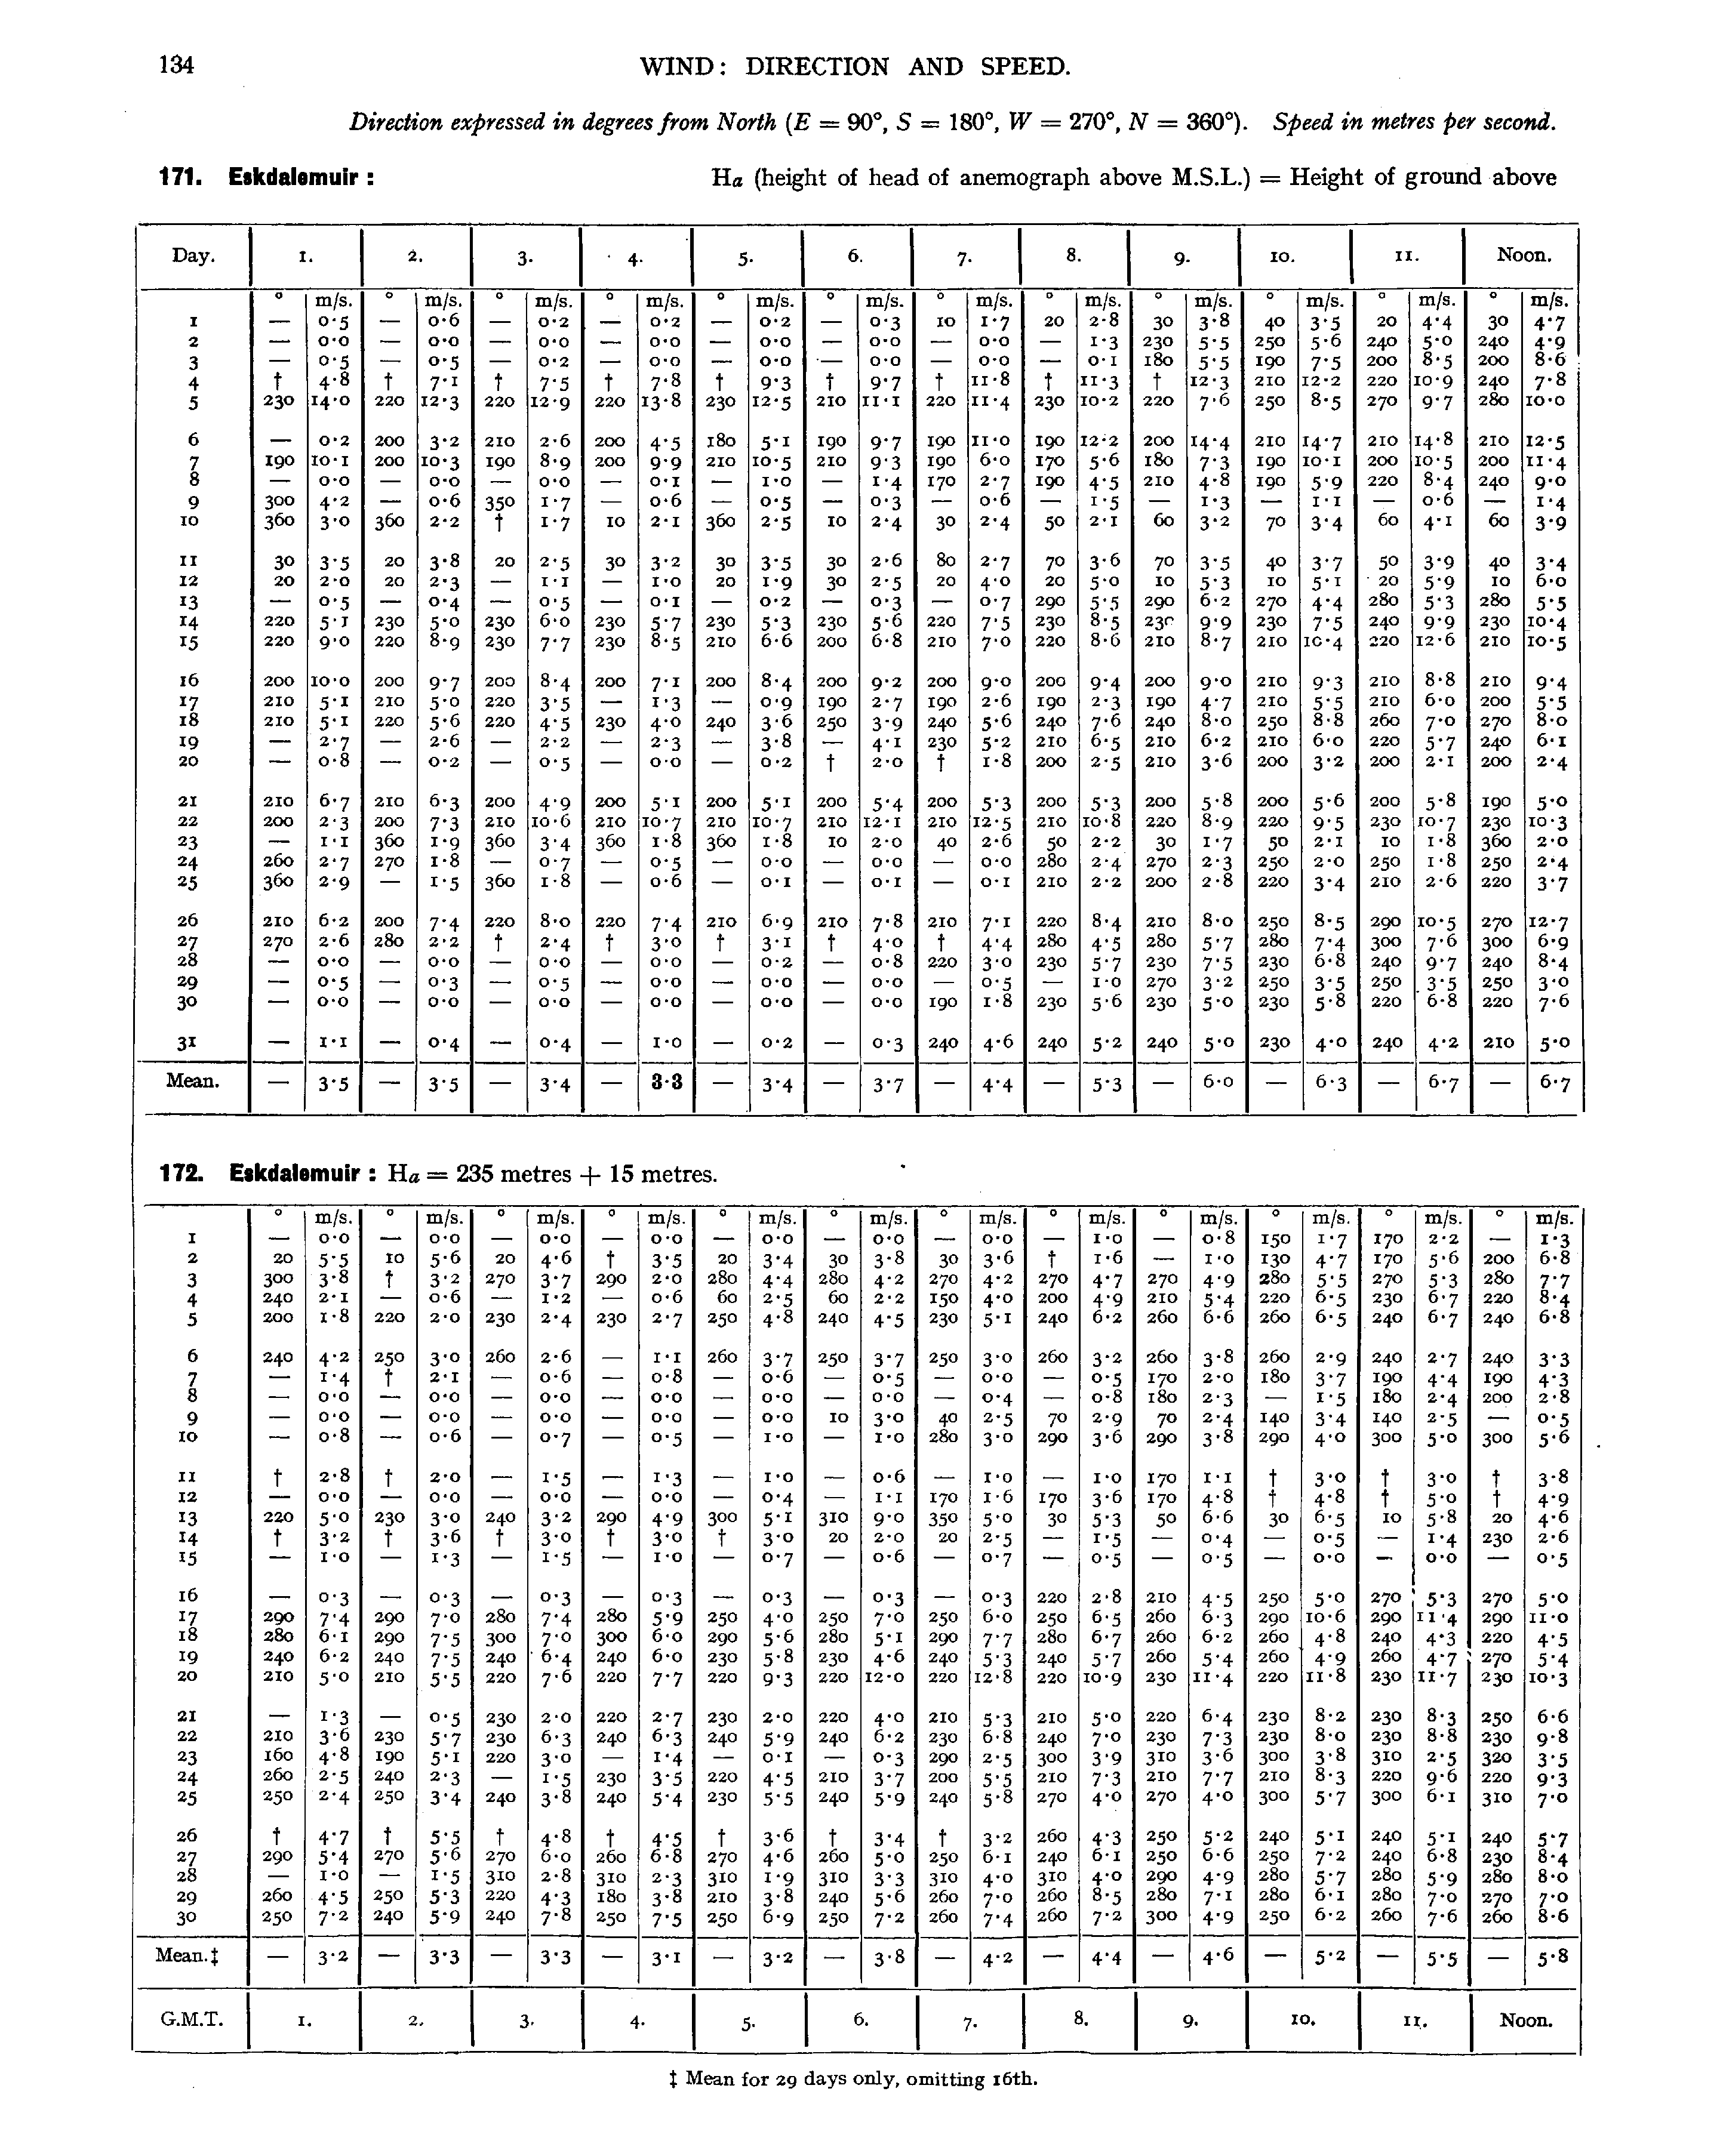 134
WIND: DIRECTION AND SPEED.
Direction expressed in degrees from North (E = 90°, S = 180°, W = 270°, N = 360°). Speed in metres per second.
171. Eskdalemuir : Ha (height of head of anemograph above M.S.L.) = Height of ground above
Day. 1. 2. 3. 4. 5. 6. 7. 8. 9. 10. 11. Noon.
° m/s. ° m/s. ° m/s. ° m/s. ° m/s. ° m/s. ° m/s. ° m/s. ° m/s. ° m/s. ° m/s. ° m/s.
1 — 0·5 — 0·6 — 0·2 — 0·2 — 0·2 — 0·3 10 1·7 20 2·8 30 3·8 40 3·5 20 4·4 30 4·7
2 — 0·0 — 0·0 — 0·0 — 0·0 — 0·0 — 0·0 — 0·0 — 1·3 230 5·5 250 5·6 240 5·0 240 4·9
3 — 0·5 — 0·5 — 0·2 — 0·0 — 0·0 — 0·0 — 0·0 — 0·1 180 5·5 190 7·5 200 8·5 200 8·6
4 † 4·8 † 7·1 † 7·5 † 7·8 † 9·3 † 9·7 † 11·8 † 11·3 † 12·3 210 12·2 220 10·9 240 7·8
5 230 14·0 220 12·3 220 12·9 220 13·8 230 12·5 210 11·1 220 11·4 230 10·2 220 7·6 250 8·5 270 9·7 280 10·0
6 — 0·2 200 3·2 210 2·6 200 4·5 180 5·1 190 9·7 190 11·0 190 12·2 200 14·4 210 14·7 210 14·8 210 12·5
7 190 10·1 200 10·3 190 8·9 200 9·9 210 10·5 210 9·3 190 6·0 170 5·6 180 7·3 190 10·1 200 10·5 200 11·4
8 — 0·0 — 0·0 — 0·0 — 0·1 — 1·0 — 1·4 170 2·7 190 4·5 210 4·8 190 5·9 220 8·4 240 9·0
9 300 4·2 — 0·6 350 1·7 — 0·6 — 0·5 — 0·3 — 0·6 — 1·5 — 1·3 — 1·1 — 0·6 — 1·4
10 360 3·0 360 2·2 † 1·7 10 2·1 360 2·5 10 2·4 30 2·4 50 2·1 60 3·2 70 3·4 60 4·1 60 3·9
11 30 3·5 20 3·8 20 2·5 30 3·2 30 3·5 30 2·6 80 2·7 70 3·6 70 3·5 40 3·7 50 3·9 40 3·4
12 20 2·0 20 2·3 — 1·1 — 1·0 20 1·9 30 2·5 20 4·0 20 5·0 10 5·3 10 5·1 20 5·9 10 6·0
13 — 0·5 — 0·4 — 0·5 — 0·1 — 0·2 — 0·3 — 0·7 290 5·5 290 6·2 270 4·4 280 5·3 280 5·5
14 220 5·1 230 5·0 230 6·0 230 5·7 230 5·3 230 5·6 220 7·5 230 8·5 230 9·9 230 7·5 240 9·9 230 10·4
15 220 9·0 220 8·9 230 7·7 230 8·5 210 6·6 200 6·8 210 7·0 220 8·6 210 8·7 210 10·4 220 12·6 210 10·5
16 200 10·0 200 9·7 200 8·4 200 7·1 200 8·4 200 9·2 200 9·0 200 9·4 200 9·0 210 9·3 210 8·8 210 9·4
17 210 5·1 210 5·0 220 3·5 — 1·3 — 0·9 190 2·7 190 2·6 190 2·3 190 4·7 210 5·5 210 6·0 200 5·5
18 210 5·1 220 5·6 220 4·5 230 4·0 240 3·6 250 3·9 240 5·6 240 7·6 240 8·0 250 8·8 260 7·0 270 8·0
19 — 2·7 — 2·6 — 2·2 — 2·3 — 3·8 — 4·1 230 5·2 210 6·5 210 6·2 210 6·0 220 5·7 240 6·1
20 — 0·8 — 0·2 — 0·5 — 0·0 — 0·2 † 2·0 † 1·8 200 2·5 210 3·6 200 3·2 200 2·1 200 2·4
21 210 6·7 210 6·3 200 4·9 200 5·1 200 5·1 200 5·4 200 5·3 200 5·3 200 5·8 200 5·6 200 5·8 190 5·0
22 200 2·3 200 7·3 210 10·6 210 10·7 210 10·7 210 12·1 210 12·5 210 10·8 220 8·9 220 9·5 230 10·7 230 10·3
23 — 1·1 360 1·9 360 3·4 360 1·8 360 1·8 10 2·0 40 2·6 50 2·2 30 1·7 50 2·1 10 1·8 360 2·0
24 260 2·7 270 1·8 — 0·7 — 0·5 — 0·0 — 0·0 — 0·0 280 2·4 270 2·3 250 2·0 250 1·8 250 2·4
25 360 2·9 — 1·5 360 1·8 — 0·6 — 0·1 — 0·1 — 0·1 210 2·2 200 2·8 220 3·4 210 2·6 220 3·7
26 210 6·2 200 7·4 220 8·0 220 7·4 210 6·9 210 7·8 210 7·1 220 8·4 210 8·0 250 8·5 290 10·5 270 12·7
27 270 2·6 280 2·2 † 2·4 † 3·0 † 3·1 † 4·0 † 4·4 280 4·5 280 5·7 280 7·4 300 7·6 300 6·9
28 — 0·0 — 0·0 — 0·0 — 0·0 — 0·2 — 0·8 220 3·0 230 5·7 230 7·5 230 6·8 240 9·7 240 8·4
29 — 0·5 — 0·3 — 0·5 — 0·0 — 0·0 — 0·0 — 0·5 — 1·0 270 3·2 250 3·5 250 3·5 250 3·0
30 — 0·0 — 0·0 — 0·0 — 0·0 — 0·0 — 0·0 190 1·8 230 5·6 230 5·0 230 5·8 220 6·8 220 7·6
31 — 1·1 — 0·4 — 0·4 — 1·0 — 0·2 — 0·3 240 4·6 240 5·2 240 5·0 230 4·0 240 4·2 210 5·0
Mean. — 3·5 — 3·5 — 3·4 — 3·3 — 3·4 — 3·7 — 4·4 — 5·3 — 6·0 — 6·3 — 6·7 — 6·7
172. Eskdalemuir : Ha = 235 metres + 15 metres.
° m/s. ° m/s. ° m/s. ° m/s. ° m/s. ° m/s. ° m/s. ° m/s. ° m/s. ° m/s. ° m/s. ° m/s.
1 — 0·0 — 0·0 — 0·0 — 0·0 — 0·0 — 0·0 — 0·0 — 1·0 — 0·8 150 1·7 170 2·2 — 1·3
2 20 5·5 10 5·6 20 4·6 † 3·5 20 3·4 30 3·8 30 3·6 † 1·6 — 1·0 130 4·7 170 5·6 200 6·8
3 300 3·8 † 3·2 270 3·7 290 2·0 280 4·4 280 4·2 270 4·2 270 4·7 270 4·9 280 5·5 270 5·3 280 7·7
4 240 2·1 — 0·6 — 1·2 — 0·6 60 2·5 60 2·2 150 4·0 200 4·9 210 5·4 220 6·5 230 6·7 220 8·4
5 200 1·8 220 2·0 230 2·4 230 2·7 250 4·8 240 4·5 230 5·1 240 6·2 260 6·6 260 6·5 240 6·7 240 6·8
6 240 4·2 250 3·0 260 2·6 — 1·1 260 3·7 250 3·7 250 3·0 260 3·2 260 3·8 260 2·9 240 2·7 240 3·3
7 — 1·4 † 2·1 — 0·6 — 0·8 — 0·6 — 0·5 — 0·0 — 0·5 170 2·0 180 3·7 190 4·4 190 4·3
8 — 0·0 — 0·0 — 0·0 — 0·0 — 0·0 — 0·0 — 0·4 — 0·8 180 2·3 — 1·5 180 2·4 200 2·8
9 — 0·0 — 0·0 — 0·0 — 0·0 — 0·0 10 3·0 40 2·5 70 2·9 70 2·4 140 3·4 140 2·5 — 0·5
10 — 0·8 — 0·6 — 0·7 — 0·5 — 1·0 — 1·0 280 3·0 290 3·6 290 3·8 290 4·0 300 5·0 300 5·6
11 † 2·8 † 2·0 — 1·5 — 1·3 — 1·0 — 0·6 — 1·0 — 1·0 170 1·1 † 3·0 † 3·0 † 3·8
12 — 0·0 — 0·0 — 0·0 — 0·0 — 0·4 — 1·1 170 1·6 170 3·6 170 4·8 † 4·8 † 5·0 † 4·9
13 220 5·0 230 3·0 240 3·2 290 4·9 300 5·1 310 9·0 350 5·0 30 5·3 50 6·6 30 6·5 10 5·8 20 4·6
14 † 3·2 † 3·6 † 3·0 † 3·0 † 3·0 20 2·0 20 2·5 — 1·5 — 0·4 — 0·5 — 1·4 230 2·6
15 — 1·0 — 1·3 — 1·5 — 1·0 — 0·7 — 0·6 — 0·7 — 0·5 — 0·5 — 0·0 — 0·0 — 0·5
16 — 0·3 — 0·3 — 0·3 — 0·3 — 0·3 — 0·3 — 0·3 220 2·8 210 4·5 250 5·0 270 5·3 270 5·0
17 290 7·4 290 7·0 280 7·4 280 5·9 250 4·0 250 7·0 250 6·0 250 6·5 260 6·3 290 10·6 290 11·4 290 11·0
18 280 6·1 290 7·5 300 7·0 300 6·0 290 5·6 280 5·1 290 7·7 280 6·7 260 6·2 260 4·8 240 4·3 220 4·5
19 240 6·2 240 7·5 240 6·4 240 6·0 230 5·8 230 4·6 240 5·3 240 5·7 260 5·4 260 4·9 260 4·7 270 5·4
20 210 5·0 210 5·5 220 7·6 220 7·7 220 9·3 220 12·0 220 12·8 220 10·9 230 11·4 220 11·8 230 11·7 230 10·3
21 — 1·3 — 0·5 230 2·0 220 2·7 230 2·0 220 4·0 210 5·3 210 5·0 220 6·4 230 8·2 230 8·3 250 6·6
22 210 3·6 230 5·7 230 6·3 240 6·3 240 5·9 240 6·2 230 6·8 240 7·0 230 7·3 230 8·0 230 8·8 230 9·8
23 160 4·8 190 5·1 220 3·0 — 1·4 — 0·1 — 0·3 290 2·5 300 3·9 310 3·6 300 3·8 310 2·5 320 3·5
24 260 2·5 240 2·3 — 1·5 230 3·5 220 4·5 210 3·7 200 5·5 210 7·3 210 7·7 210 8·3 220 9·6 220 9·3
25 250 2·4 250 3·4 240 3·8 240 5·4 230 5·5 240 5·9 240 5·8 270 4·0 270 4·0 300 5·7 300 6·1 310 7·0
26 † 4·7 † 5·5 † 4·8 † 4·5 † 3·6 † 3·4 † 3·2 260 4·3 250 5·2 240 5·1 240 5·1 240 5·7
27 290 5·4 270 5·6 270 6·0 260 6·8 270 4·6 260 5·0 250 6·1 240 6·1 250 6·6 250 7·2 240 6·8 230 8·4
28 — 1·0 — 1·5 310 2·8 310 2·3 310 1·9 310 3·3 310 4·0 310 4·0 290 4·9 280 5·7 280 5·9 280 8·0
29 260 4·5 250 5·3 220 4·3 180 3·8 210 3·8 240 5·6 260 7·0 260 8·5 280 7·1 280 6·1 280 7·0 270 7·0
30 250 7·2 240 5·9 240 7·8 250 7·5 250 6·9 250 7·2 260 7·4 260 7·2 300 4·9 250 6·2 260 7·6 260 8·6
Mean.‡ — 3·2 — 3·3 — 3·3 — 3·1 — 3·2 — 3·8 — 4·2 — 4·4 — 4·6 — 5·2 — 5·5 — 5·8
G.M.T. 1. 2. 3. 4. 5. 6. 7. 8. 9. 10. 11. Noon.
‡ Mean for 29 days only, omitting 16th.